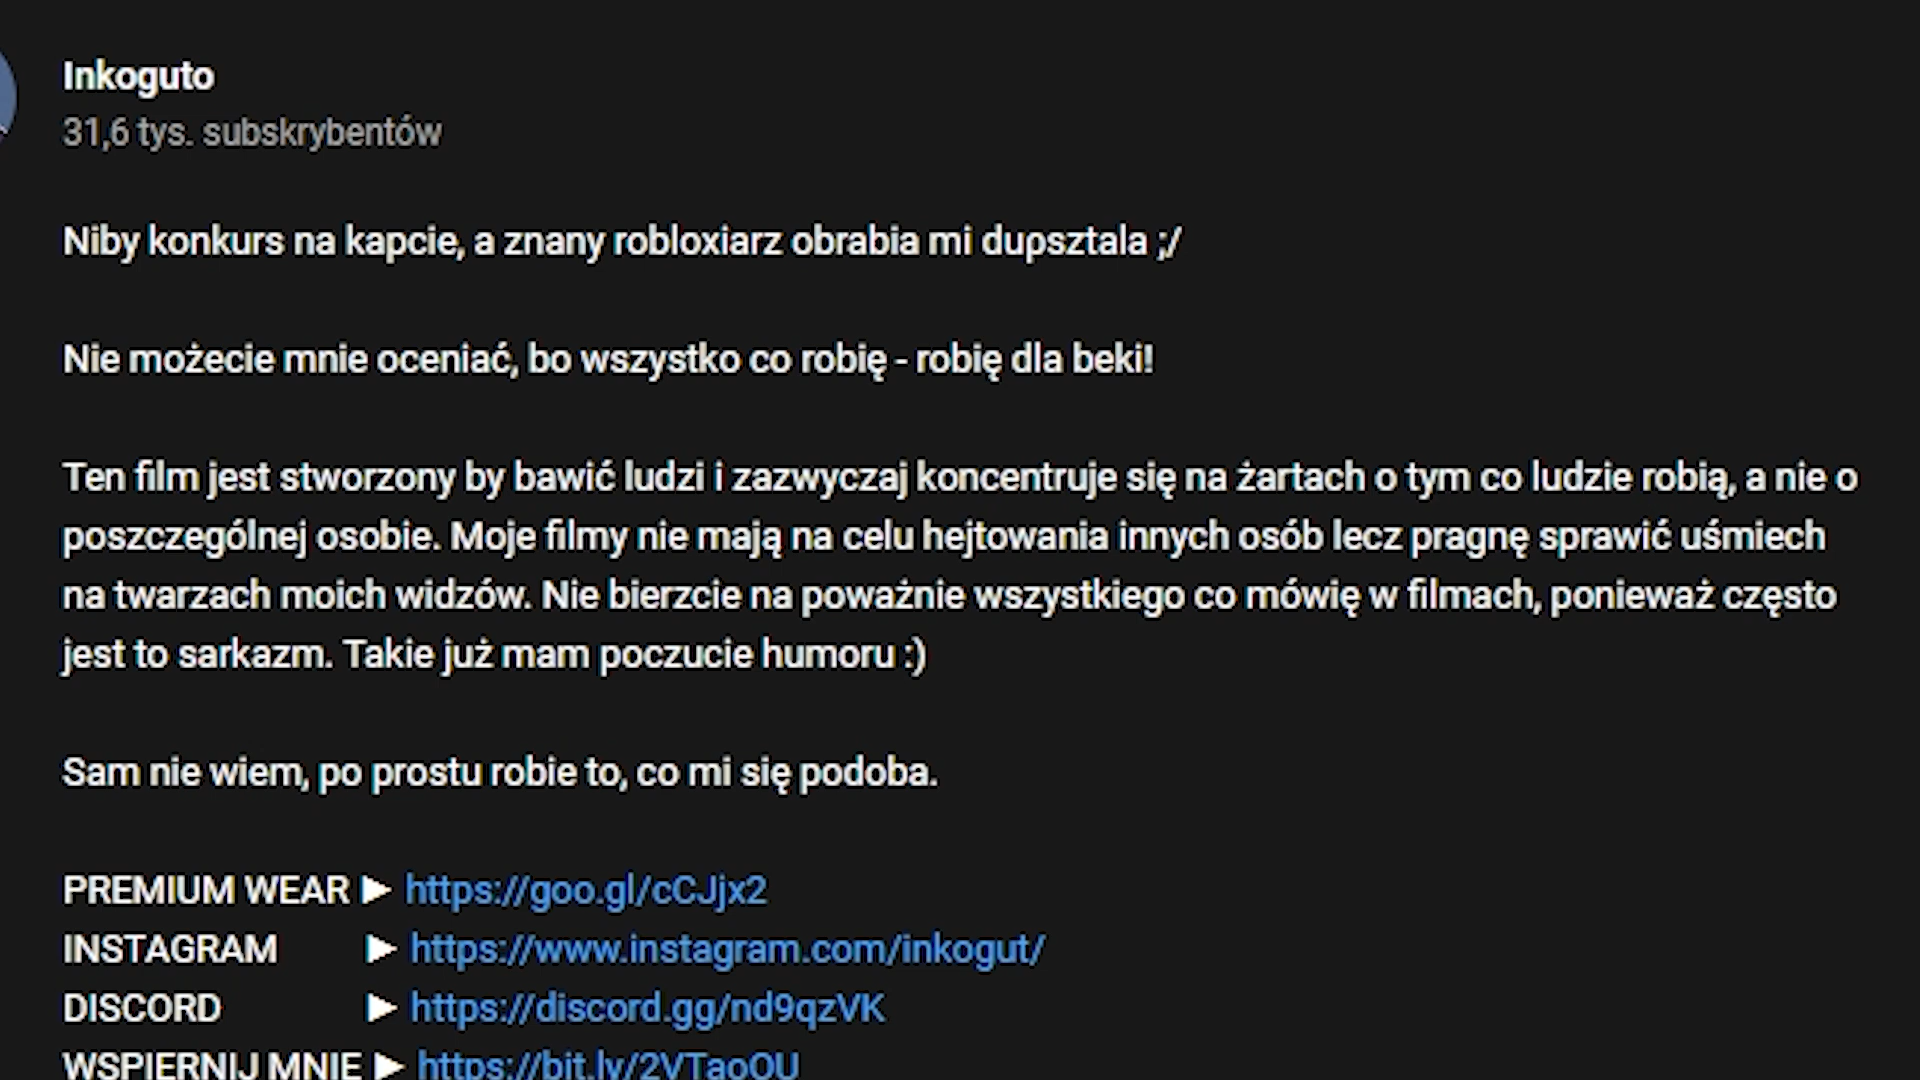 Inkoguto
31,6 tys. subskrybentów
Niby konkurs na kapcie, a znany robloxiarz obrabia mi dupsztala ;/
Nie możecie mnie oceniać, bo wszystko co robię - robię dla beki!
Ten film jest stworzony by bawić ludzi i zazwyczaj koncentruje się na żartach o tym co ludzie robią, a nie o
poszczególnej osobie. Moje filmy nie mają na celu hejtowania innych osób lecz pragnę sprawić uśmiech
na twarzach moich widzów. Nie bierzcie na poważnie wszystkiego co mówię w filmach, ponieważ często
jest to sarkazm. Takie już mam poczucie humoru :)
Sam nie wiem, po prostu robie to, co mi się podoba.
PREMIUM WEAR ► https://goo.gl/cCJjx2
INSTAGRAM ► https://www.instagram.com/inkogut/
DISCORD ► https://discord.gg/nd9qzVK
WSPIERNIJ MNIE ► https://bit.ly/2VTaoOU